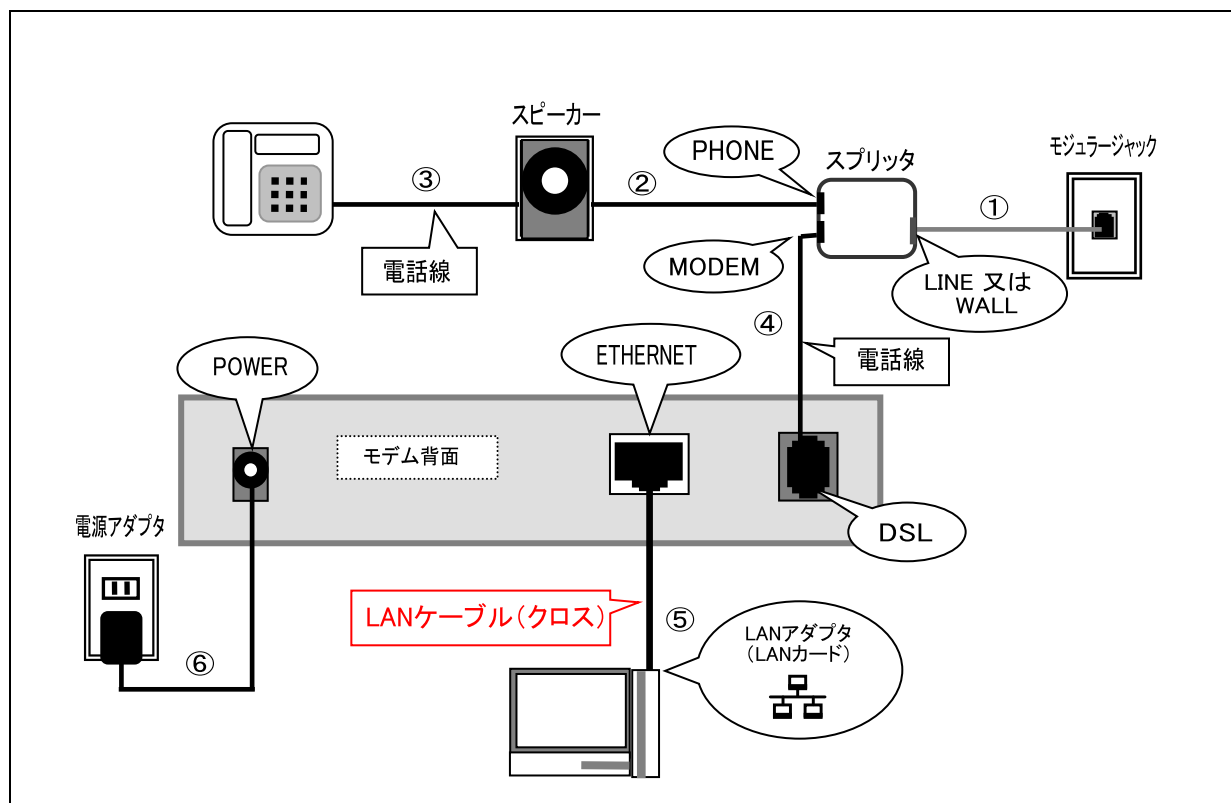 スピーカー
PHONE
スプリッタ
モジュラージャック
③
②
①
電話線
MODEM
LINE 又は
WALL
④
POWER
ETHERNET
電話線
モデム背面
電源アダプタ
DSL
LANケーブル(クロス)
⑤
LANアダプタ
(LANカード)
⑥